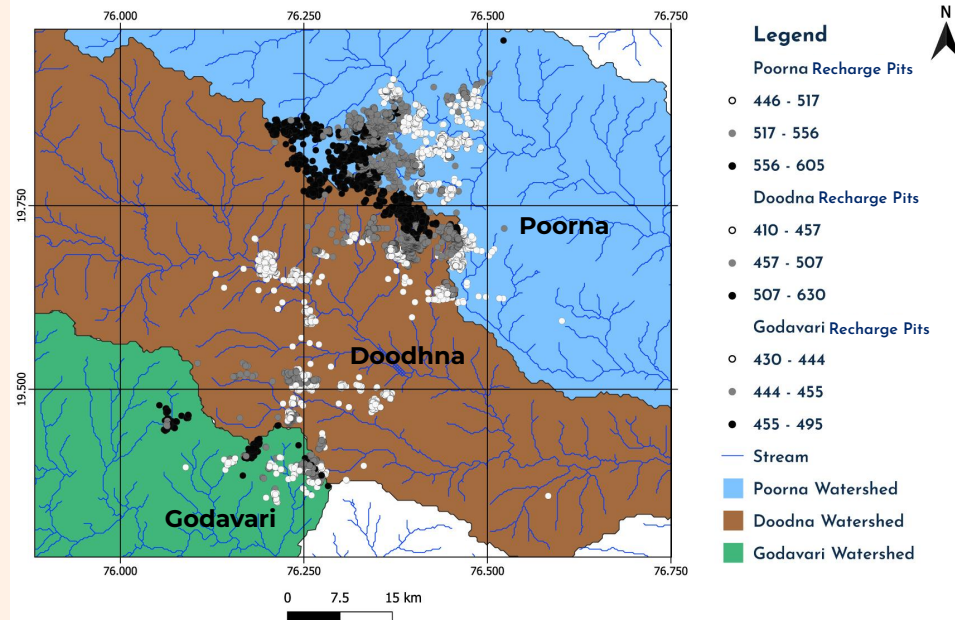 76.000 76.250 76.500 76.750
N
Legend
Poorna Recharge Pits
446 - 517
517 - 556
556 - 605
Doodna Recharge Pits
410 - 457
457 - 507
507 - 630
Godavari Recharge Pits
430 - 444
444 - 455
455 - 495
Stream
Poorna Watershed
Doodna Watershed
Godavari Watershed
19.750
Poorna
Doodhna
19.500
Godavari
76.000 76.250 76.500 76.750
0 7.5 15 km